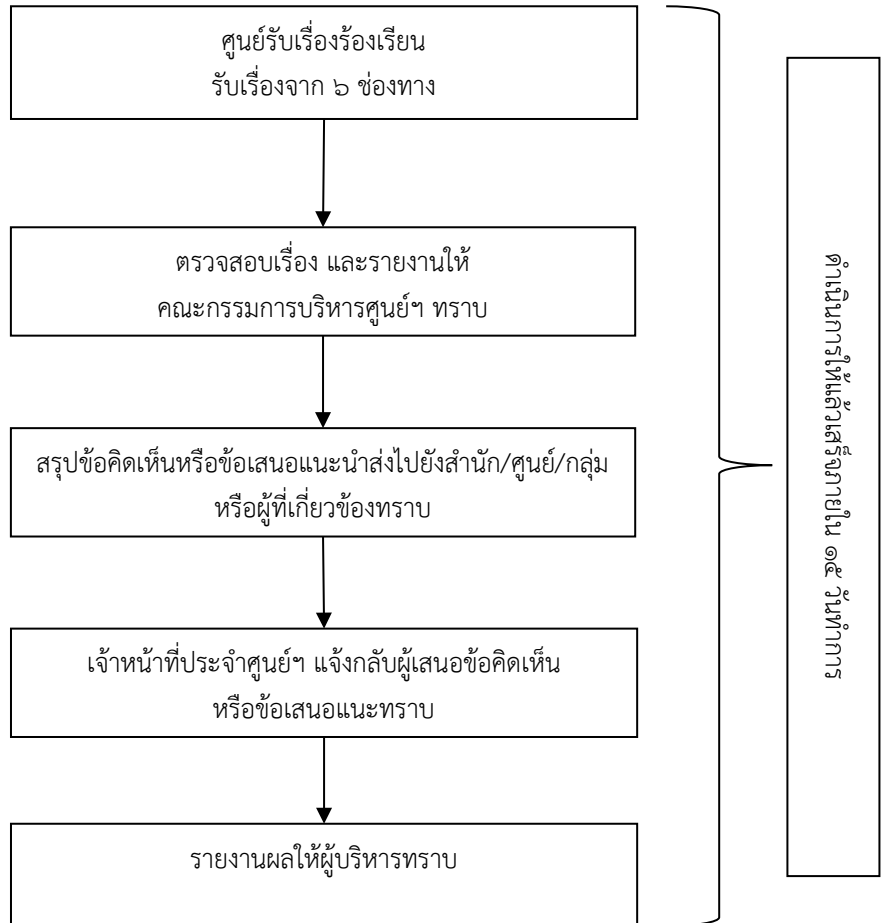 ศูนย์รับเรื่องร้องเรียน
รับเรื่องจาก ๖ ช่องทาง
ตรวจสอบเรื่อง และรายงานให้
คณะกรรมการบริหารศูนย์ฯ ทราบ
สรุปข้อคิดเห็นหรือข้อเสนอแนะนำส่งไปยังสำนัก/ศูนย์/กลุ่ม
หรือผู้ที่เกี่ยวข้องทราบ
เจ้าหน้าที่ประจำศูนย์ฯ แจ้งกลับผู้เสนอข้อคิดเห็น
หรือข้อเสนอแนะทราบ
รายงานผลให้ผู้บริหารทราบ
ดำเนินการให้แล้วเสร็จภายใน ๑๕ วันทำการ